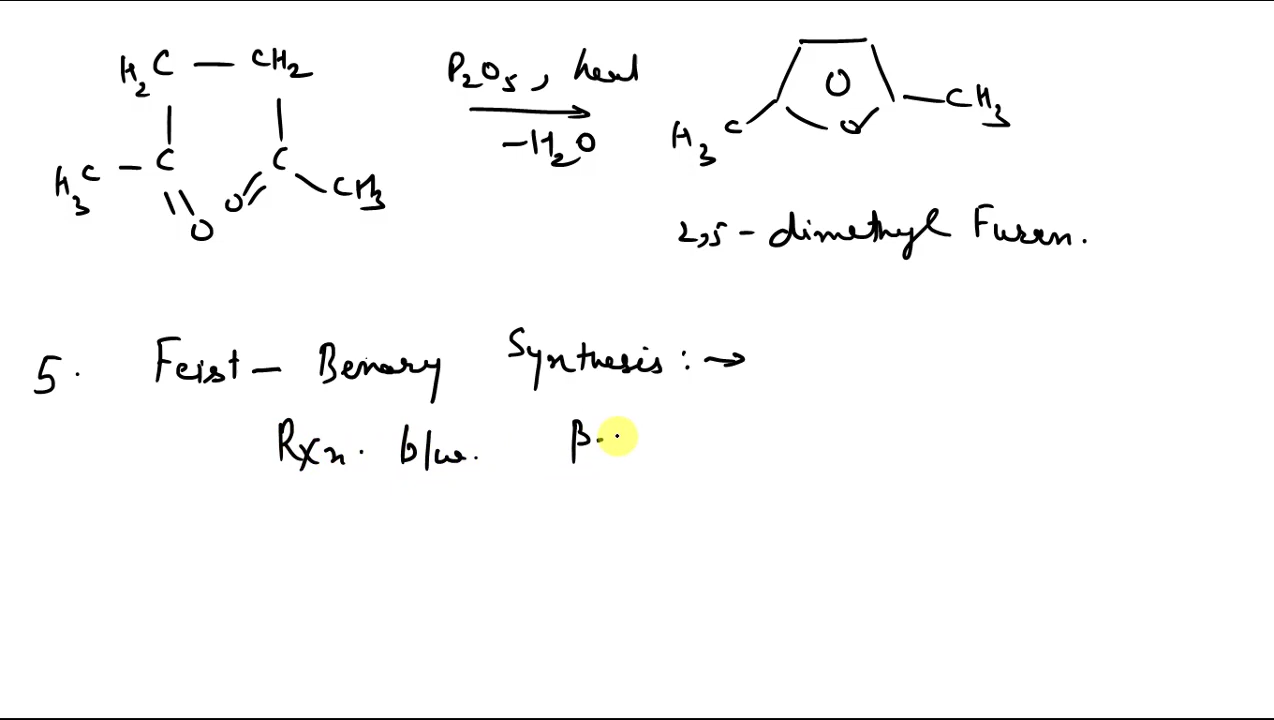 H2C — CH2
P2O5, heat
-H2O
H3C - C
C
CH3
O
O
H3C
O
O
CH3
2,5 - dimethyl Furan.
5. Feist - Benary Synthesis : →
Rxn. b/w. β-